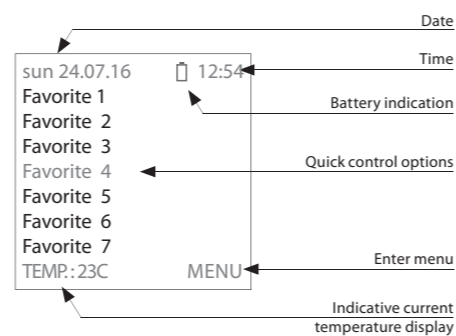 Date
Time
sun 24.07.16 12:54
Favorite 1
Battery indication
Favorite 2
Favorite 3
Quick control options
Favorite 4
Favorite 5
Favorite 6
Favorite 7
Enter menu
TEMP.: 23C MENU
Indicative current
temperature display